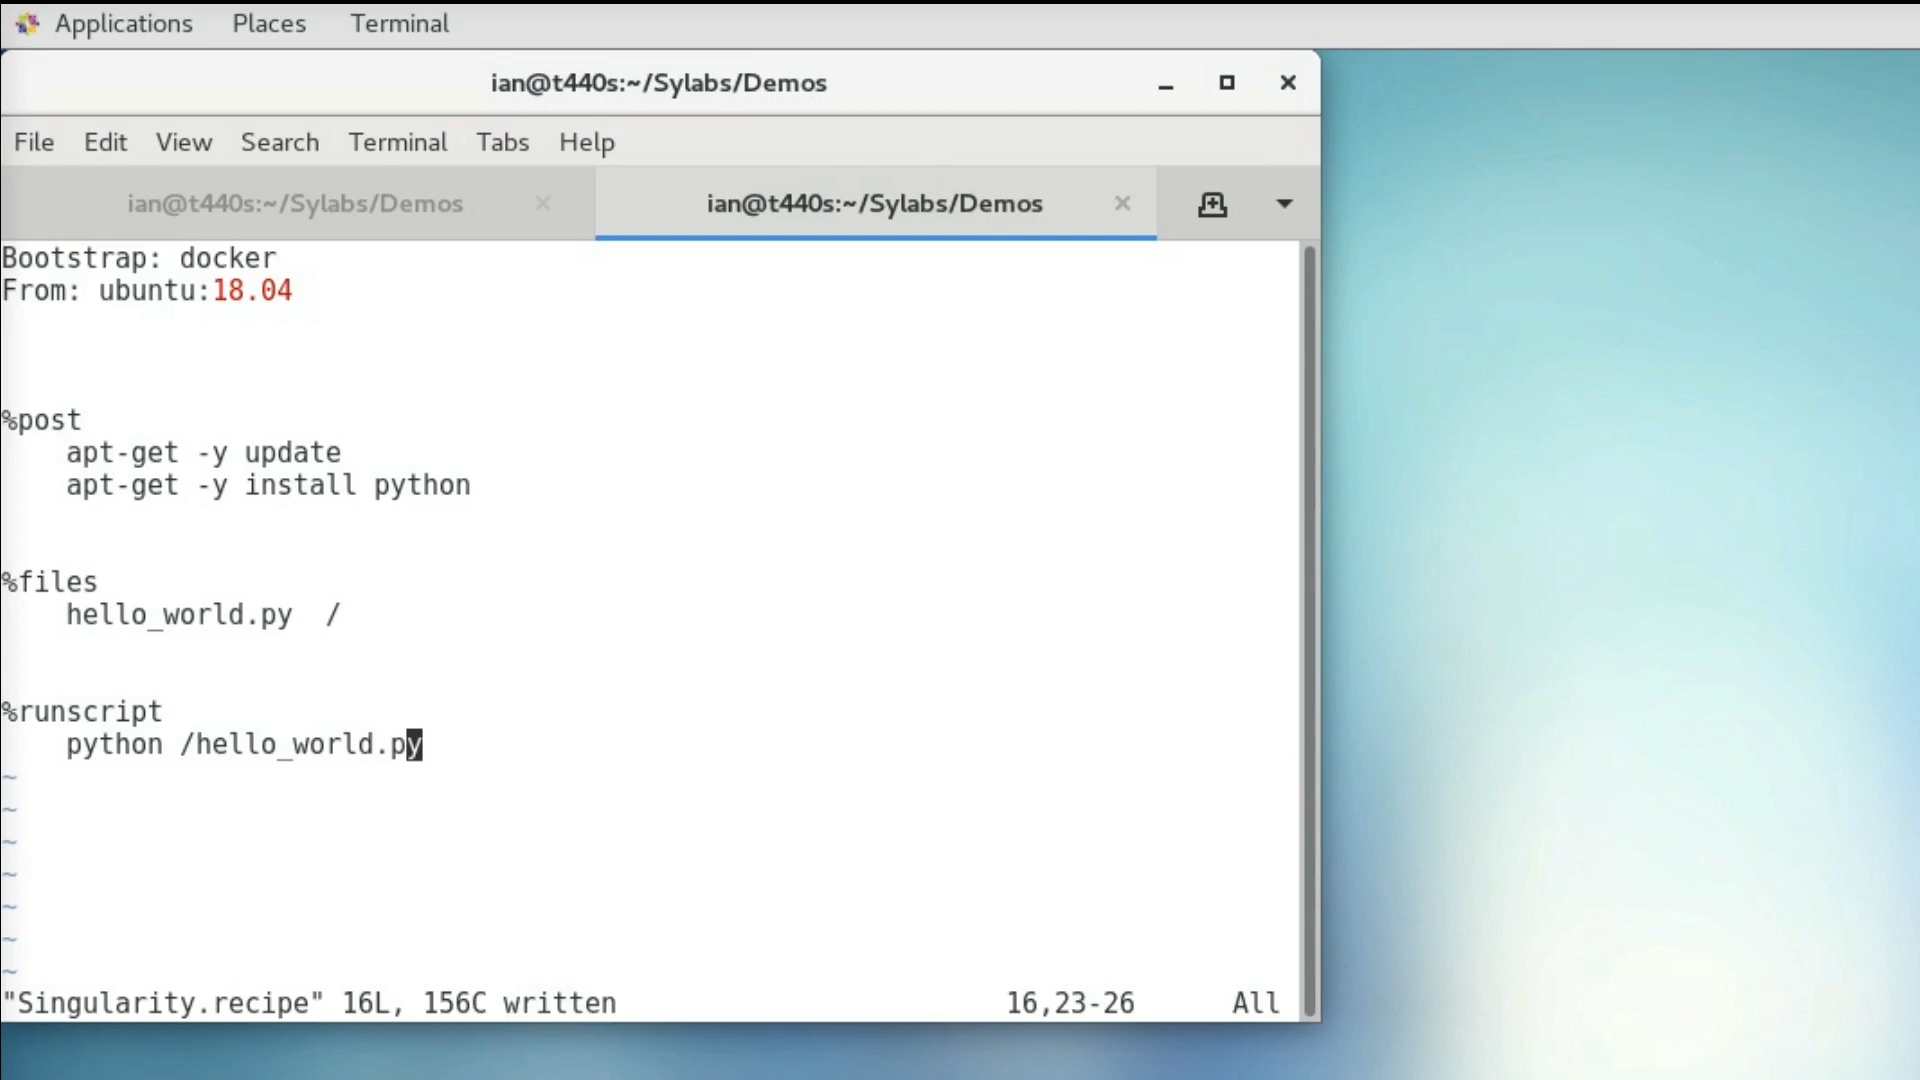 Applications Places Terminal
ian@t440s:~/Sylabs/Demos
File Edit View Search Terminal Tabs Help
ian@t440s:~/Sylabs/Demos ian@t440s:~/Sylabs/Demos
Bootstrap: docker
From: ubuntu:18.04
%post
    apt-get -y update
    apt-get -y install python
%files
    hello_world.py  /
%runscript
    python /hello_world.py
~
~
~
~
~
~
~
"Singularity.recipe" 16L, 156C written 16,23-26 All